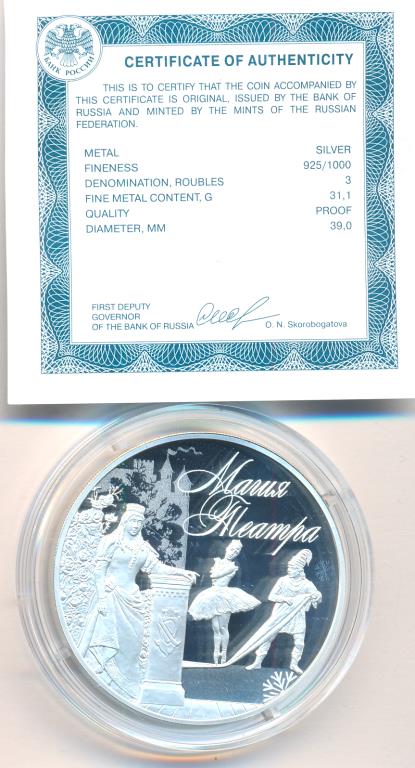 БАНК РОССИИ
CERTIFICATE OF AUTHENTICITY
THIS IS TO CERTIFY THAT THE COIN ACCOMPANIED BY
THIS CERTIFICATE IS ORIGINAL, ISSUED BY THE BANK OF
RUSSIA AND MINTED BY THE MINTS OF THE RUSSIAN
FEDERATION.
METAL SILVER
FINENESS 925/1000
DENOMINATION, ROUBLES 3
FINE METAL CONTENT, G 31,1
QUALITY PROOF
DIAMETER, MM 39,0
FIRST DEPUTY
GOVERNOR
OF THE BANK OF RUSSIA O. N. Skorobogatova
Магия
Театра